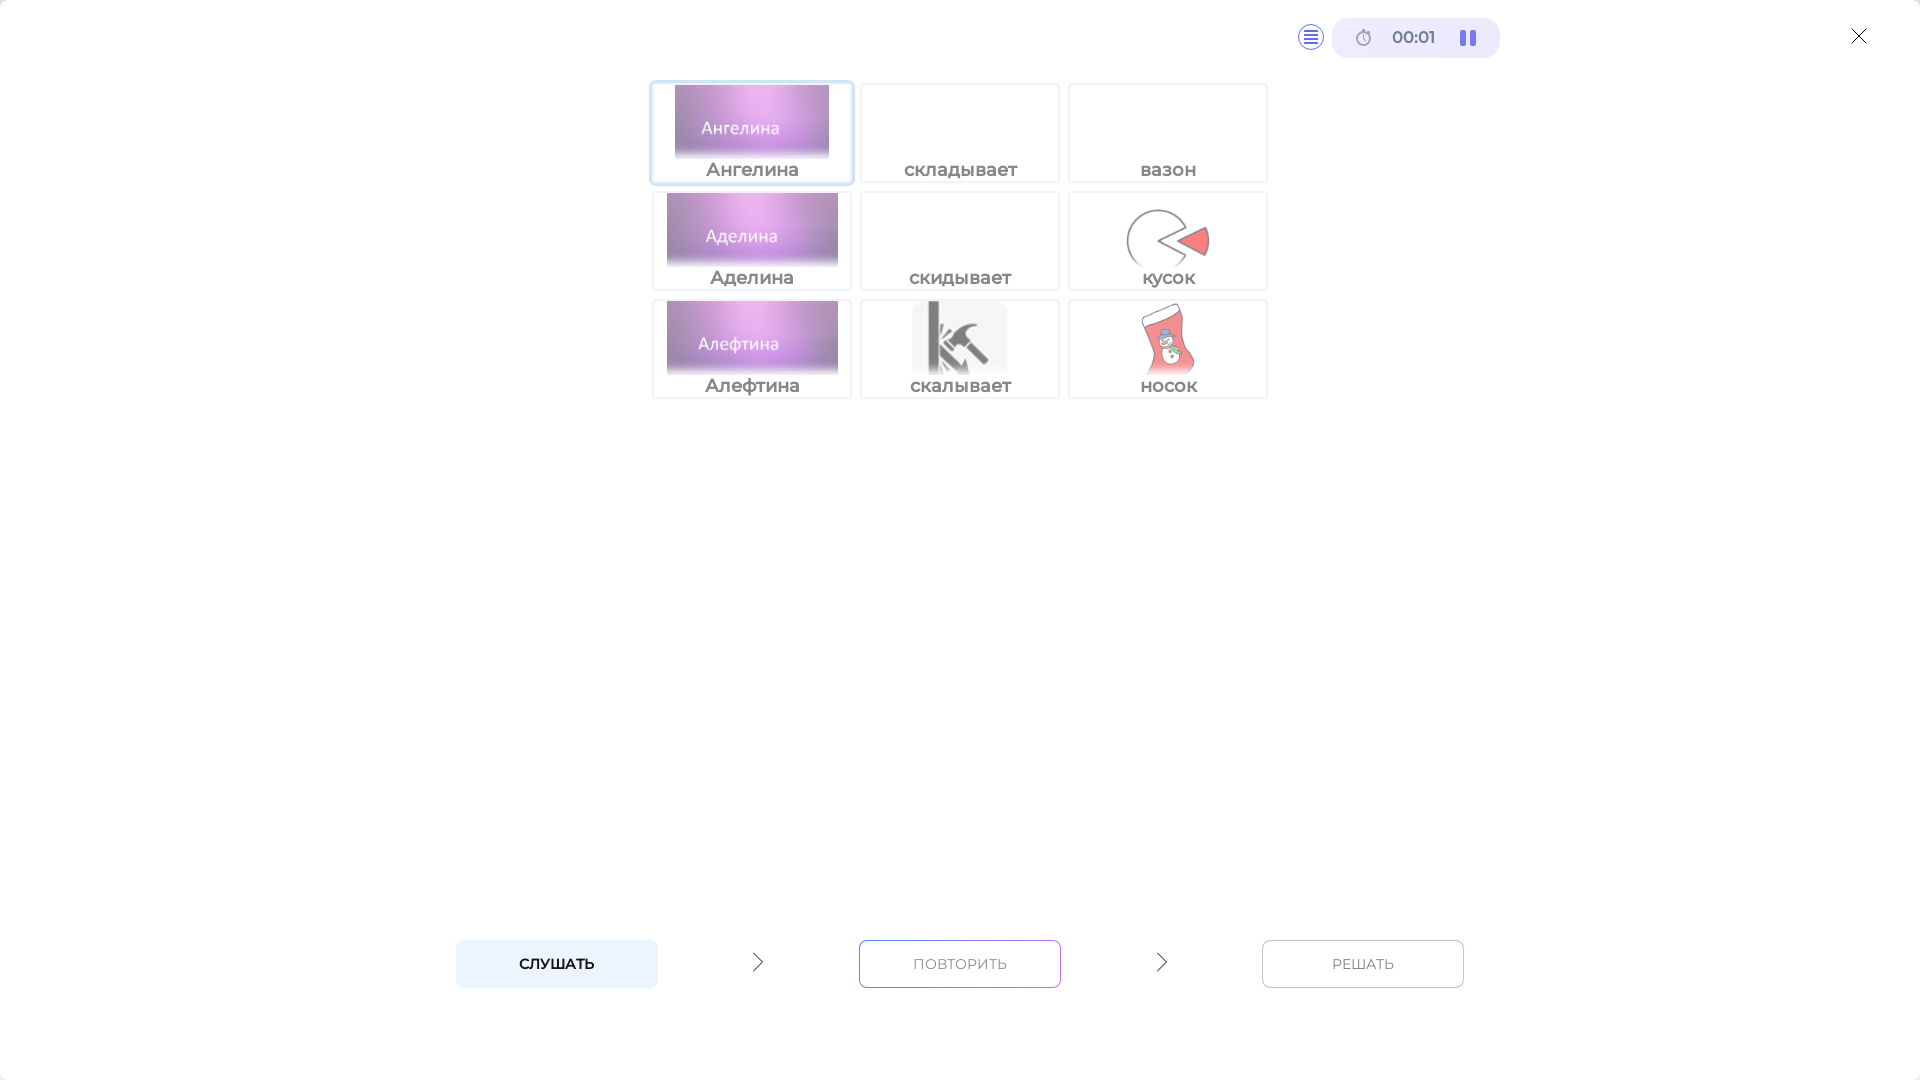 00:01
Ангелина
Ангелина
складывает
вазон
Аделина
Аделина
скидывает
кусок
Алефтина
Алефтина
скалывает
носок
СЛУШАТЬ
ПОВТОРИТЬ
РЕШАТЬ